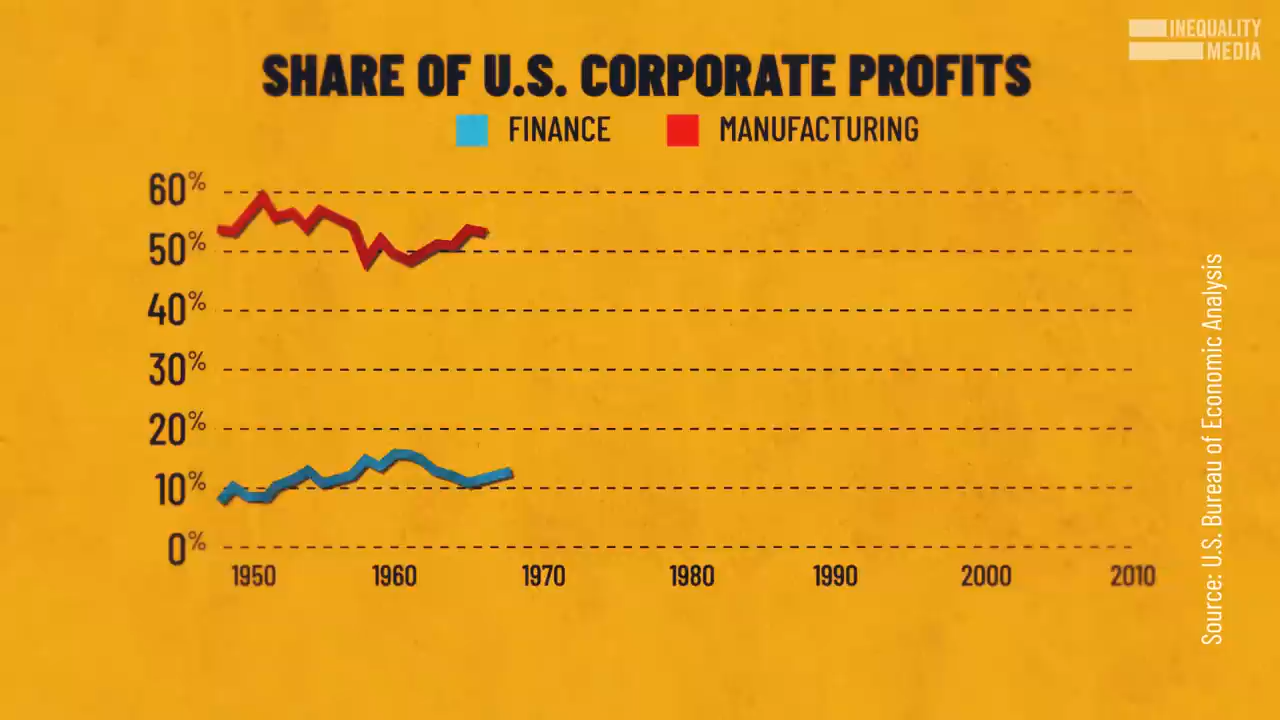 INEQUALITY
MEDIA
SHARE OF U.S. CORPORATE PROFITS
FINANCE MANUFACTURING
60%
50%
40%
30%
20%
10%
0%
1950 1960 1970 1980 1990 2000 2010
Source: U.S. Bureau of Economic Analysis